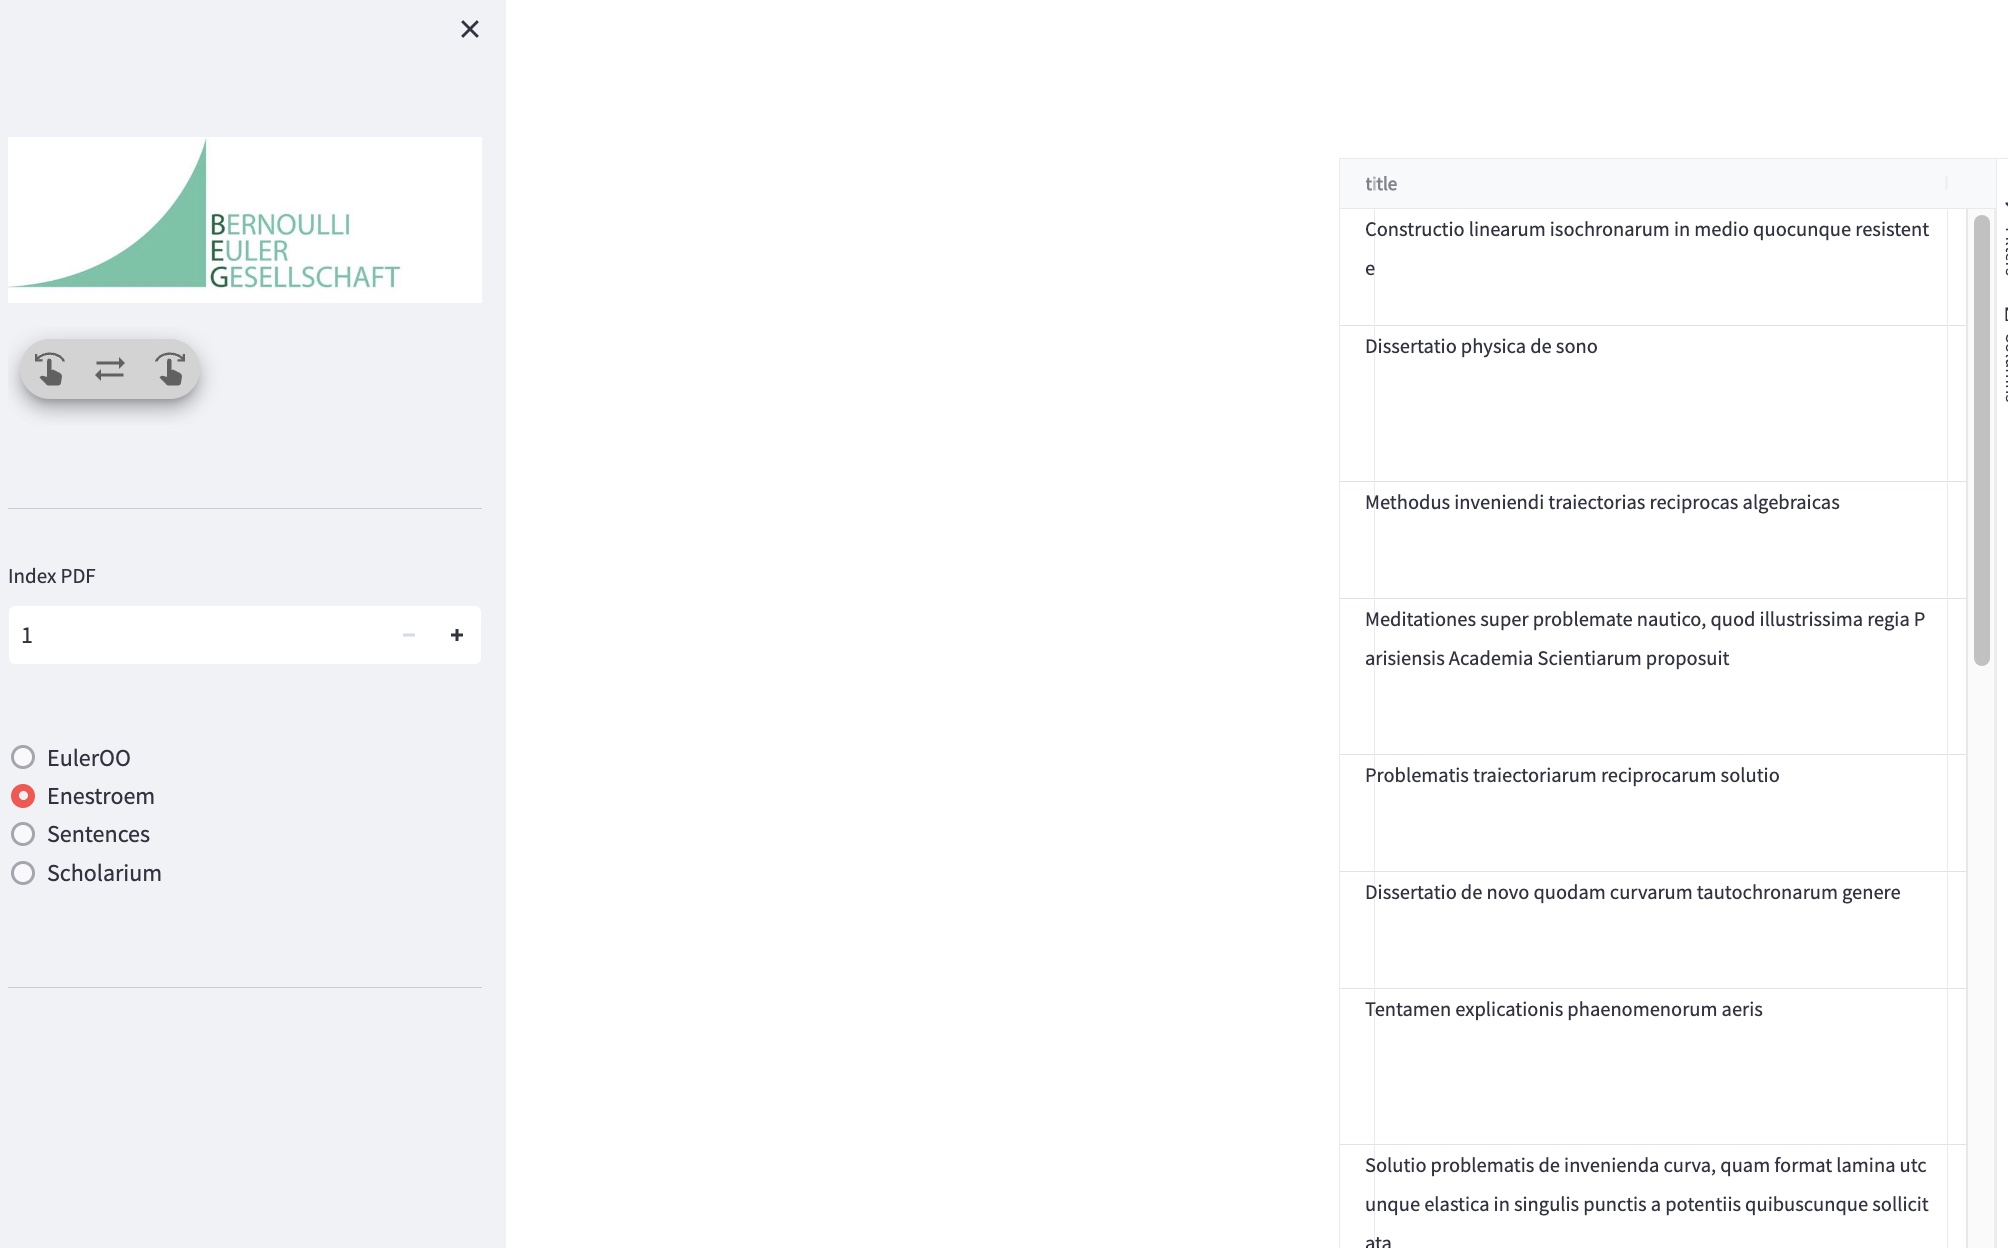 BERNOULLI
EULER
GESELLSCHAFT
Index PDF
1
EulerOO
Enestroem
Sentences
Scholarium
title
Constructio linearum isochronarum in medio quocunque resistent
e
Dissertatio physica de sono
Methodus inveniendi traiectorias reciprocas algebraicas
Meditationes super problemate nautico, quod illustrissima regia P
arisiensis Academia Scientiarum proposuit
Problematis traiectoriarum reciprocarum solutio
Dissertatio de novo quodam curvarum tautochronarum genere
Tentamen explicationis phaenomenorum aeris
Solutio problematis de invenienda curva, quam format lamina utc
unque elastica in singulis punctis a potentiis quibuscunque sollicit
ata